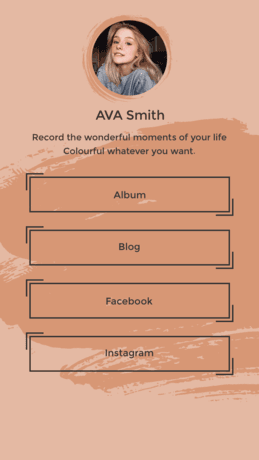 AVA Smith
Record the wonderful moments of your life
Colourful whatever you want.
Album
Blog
Facebook
Instagram